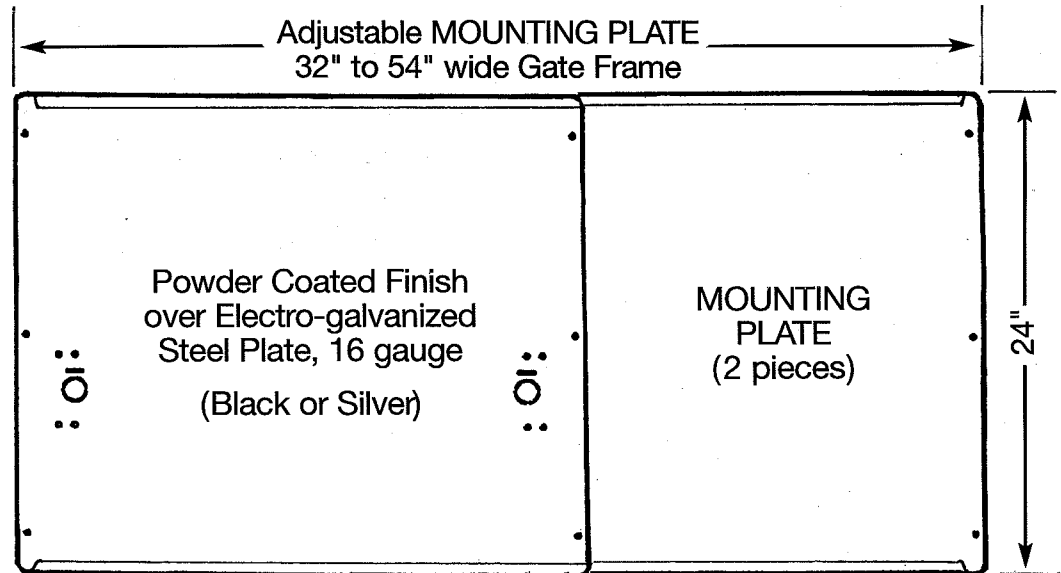 Adjustable MOUNTING PLATE
32" to 54" wide Gate Frame
Powder Coated Finish
over Electro-galvanized
Steel Plate, 16 gauge
(Black or Silver)
MOUNTING
PLATE
(2 pieces)
24"